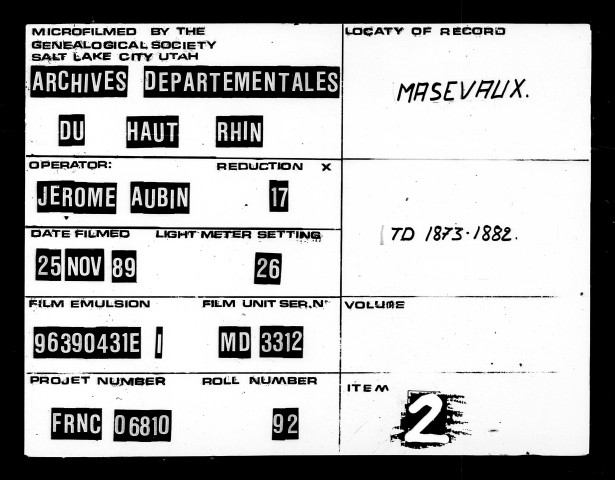 MICROFILMED BY THE
GENEALOGICAL SOCIETY
SALT LAKE CITY UTAH
ARCHIVES DEPARTEMENTALES
DU HAUT RHIN
OPERATOR: REDUCTION X
JEROME AUBIN 17
DATE FILMED LIGHT METER SETTING
25 NOV 89 26
FILM EMULSION FILM UNIT SER.N°
96390431E 1 MD 3312
PROJET NUMBER ROLL NUMBER
FRNC 06810 92
LOCATY OF RECORD
MASEVAUX.
TD 1873-1882.
VOLUME
ITEM
2